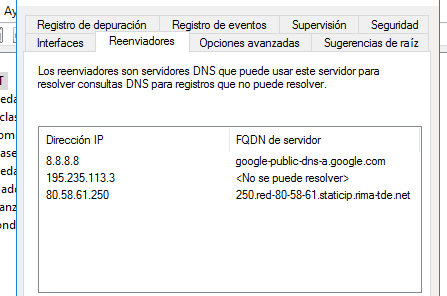 Ay
Registro de depuración Registro de eventos Supervisión Seguridad
Interfaces Reenviadores Opciones avanzadas Sugerencias de raíz
Los reenviadores son servidores DNS que puede usar este servidor para
resolver consultas DNS para registros que no puede resolver.
Dirección IP FQDN de servidor
8.8.8.8 google-public-dns-a.google.com
195.235.113.3 <No se puede resolver>
80.58.61.250 250.red-80-58-61.staticip.rima-tde.net